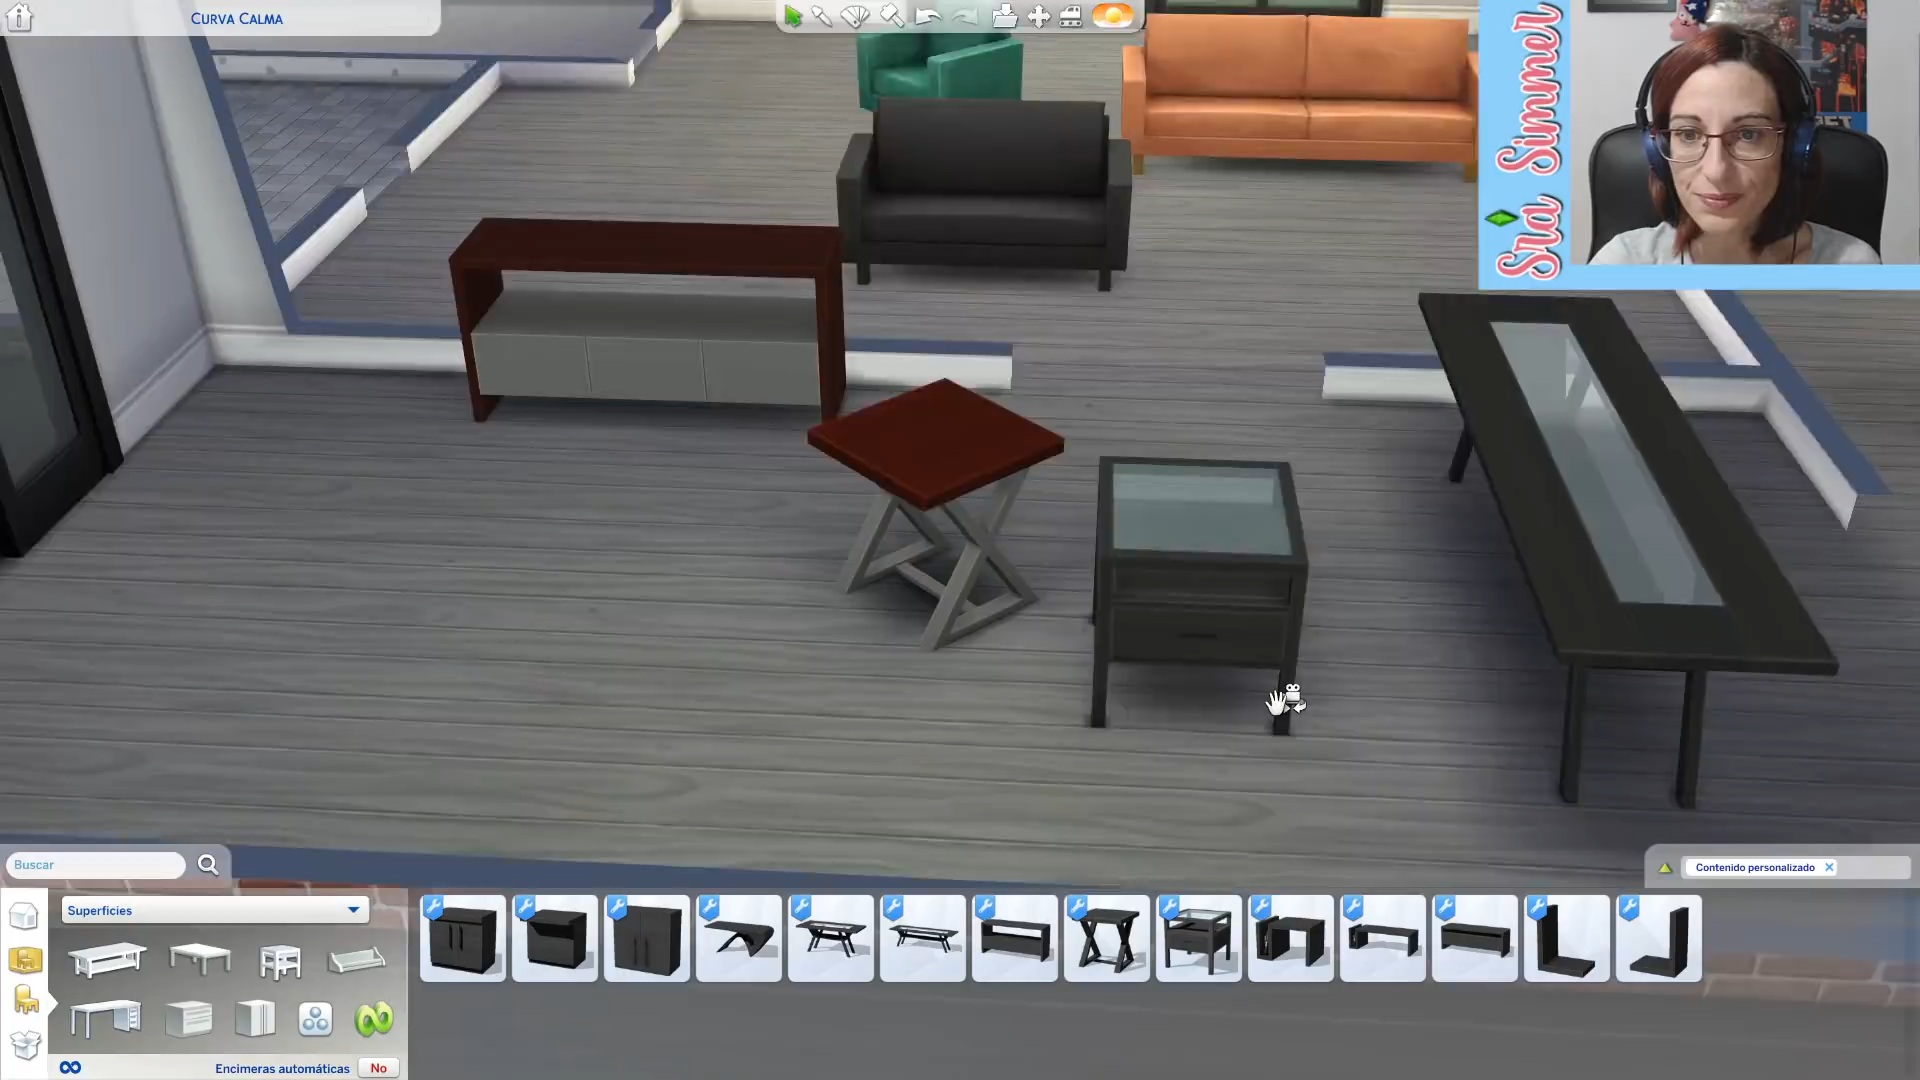 CURVA CALMA
Sra Simmer
Buscar
Contenido personalizado
Superficies
Encimeras automáticas
No